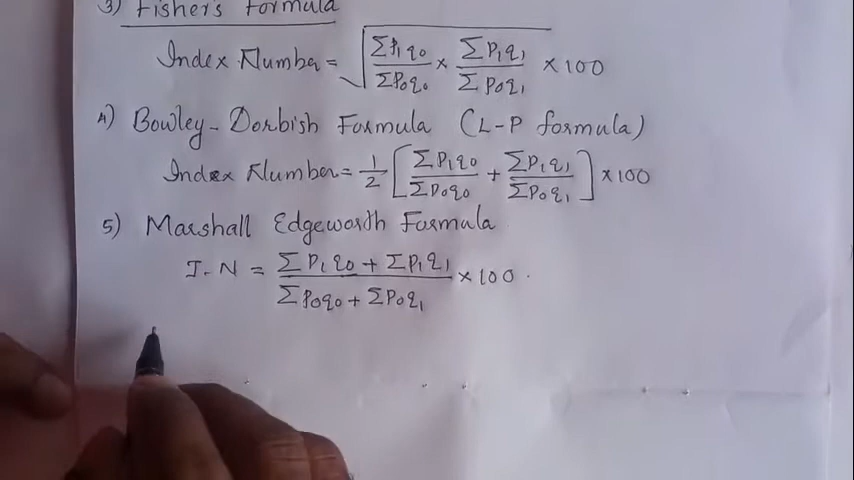 3) Fisher's Formula
Index Number = √(ΣP₁q₀/ΣP₀q₀ × ΣP₁q₁/ΣP₀q₁) × 100
4) Bowley-Dorbish Formula (L-P formula)
Index Number = 1/2 [ΣP₁q₀/ΣP₀q₀ + ΣP₁q₁/ΣP₀q₁] × 100
5) Marshall Edgeworth Formula
I-N = (ΣP₁q₀ + ΣP₁q₁)/(ΣP₀q₀ + ΣP₀q₁) × 100.